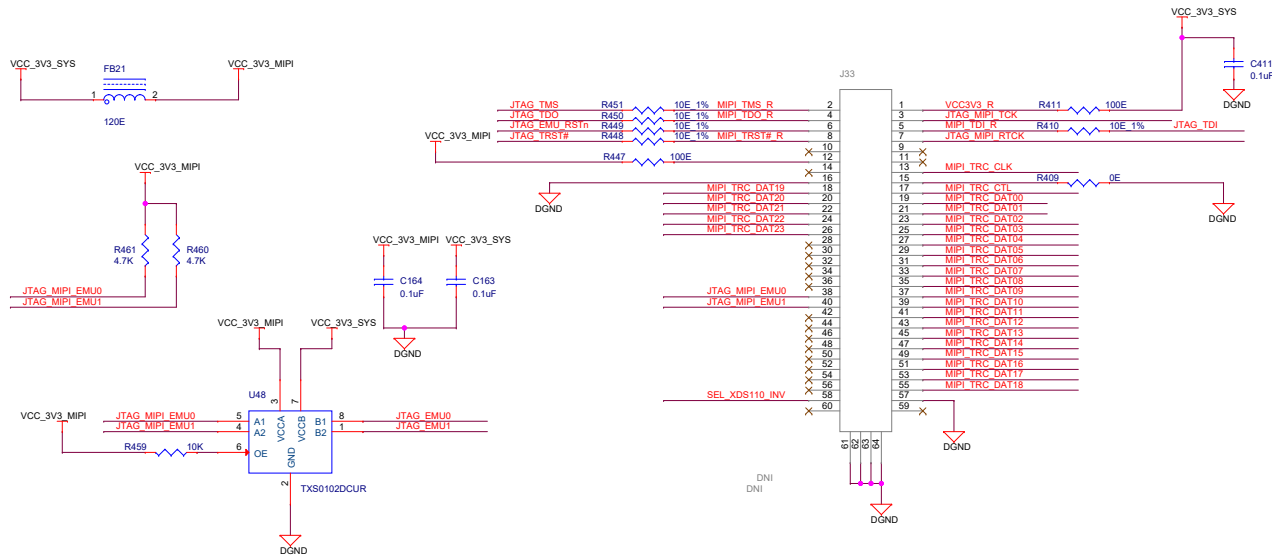 VCC_3V3_SYS
FB21
VCC_3V3_MIPI
1
2
120E
VCC_3V3_MIPI
R461
4.7K
R460
4.7K
JTAG_MIPI_EMU0
JTAG_MIPI_EMU1
VCC_3V3_MIPI
VCC_3V3_SYS
C164
0.1uF
C163
0.1uF
DGND
VCC_3V3_MIPI
VCC_3V3_SYS
U48
3
7
VCC_3V3_MIPI
JTAG_MIPI_EMU0
5
A1
VCCA
VCCB
B1
8
JTAG_EMU0
JTAG_MIPI_EMU1
4
A2
B2
1
JTAG_EMU1
R459
10K
6
OE
GND
2
TXS0102DCUR
DGND
VCC_3V3_SYS
C411
0.1uF
DGND
J33
JTAG_TMS R451 10E_1% MIPI_TMS_R 2
JTAG_TDO R450 10E_1% MIPI_TDO_R 4
JTAG_EMU_RSTn R449 10E_1% 6
JTAG_TRST# R448 10E_1% MIPI_TRST#_R 8
VCC_3V3_MIPI
10
R447 100E 12
14
DGND
16
MIPI_TRC_DAT19 18
MIPI_TRC_DAT20 20
MIPI_TRC_DAT21 22
MIPI_TRC_DAT22 24
MIPI_TRC_DAT23 26
28
30
32
34
36
JTAG_MIPI_EMU0 38
JTAG_MIPI_EMU1 40
42
44
46
48
50
52
54
56
SEL_XDS110_INV 58
60
1 VCC3V3_R R411 100E
3 JTAG_MIPI_TCK
5 MIPI_TDI_R R410 10E_1% JTAG_TDI
7 JTAG_MIPI_RTCK
9
11
13 MIPI_TRC_CLK
15 R409 0E
DGND
17 MIPI_TRC_CTL
19 MIPI_TRC_DAT00
21 MIPI_TRC_DAT01
23 MIPI_TRC_DAT02
25 MIPI_TRC_DAT03
27 MIPI_TRC_DAT04
29 MIPI_TRC_DAT05
31 MIPI_TRC_DAT06
33 MIPI_TRC_DAT07
35 MIPI_TRC_DAT08
37 MIPI_TRC_DAT09
39 MIPI_TRC_DAT10
41 MIPI_TRC_DAT11
43 MIPI_TRC_DAT12
45 MIPI_TRC_DAT13
47 MIPI_TRC_DAT14
49 MIPI_TRC_DAT15
51 MIPI_TRC_DAT16
53 MIPI_TRC_DAT17
55 MIPI_TRC_DAT18
57
59
DGND
61
62
63
64
DGND
DNI
DNI